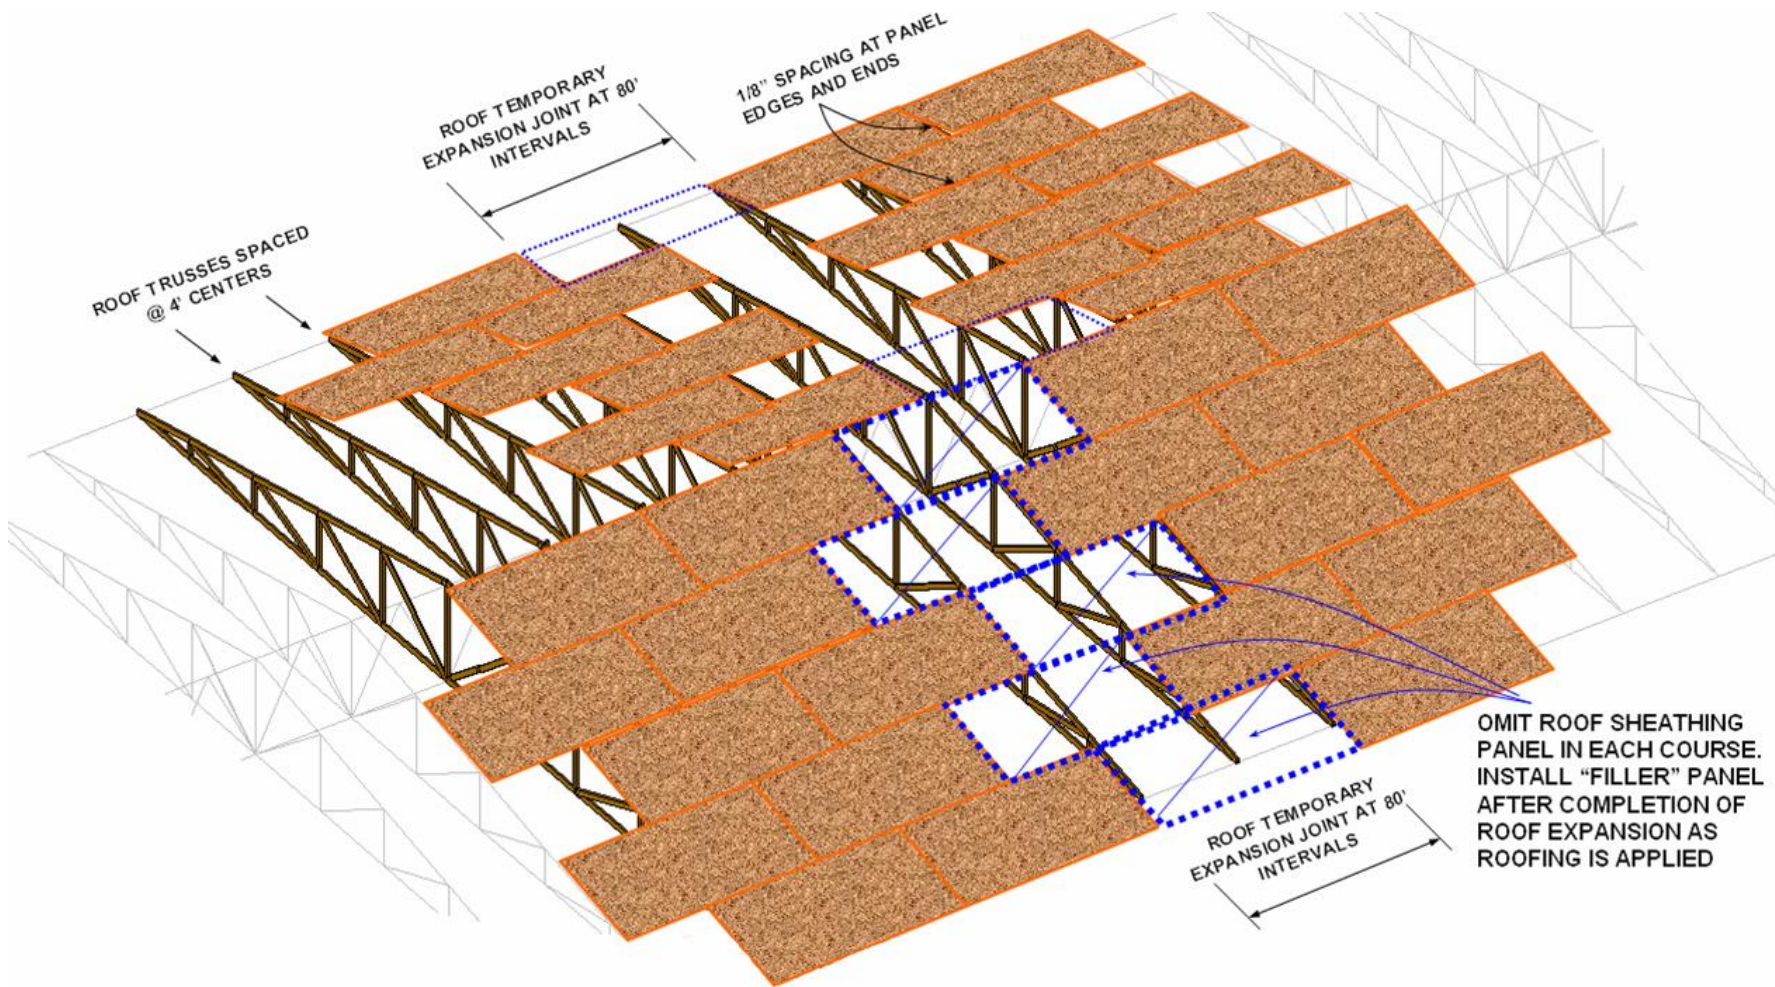 ROOF TEMPORARY
EXPANSION JOINT AT 80'
INTERVALS
1/8" SPACING AT PANEL
EDGES AND ENDS
ROOF TRUSSES SPACED
@ 4' CENTERS
OMIT ROOF SHEATHING
PANEL IN EACH COURSE.
INSTALL “FILLER” PANEL
AFTER COMPLETION OF
ROOF EXPANSION AS
ROOFING IS APPLIED
ROOF TEMPORARY
EXPANSION JOINT AT 80'
INTERVALS